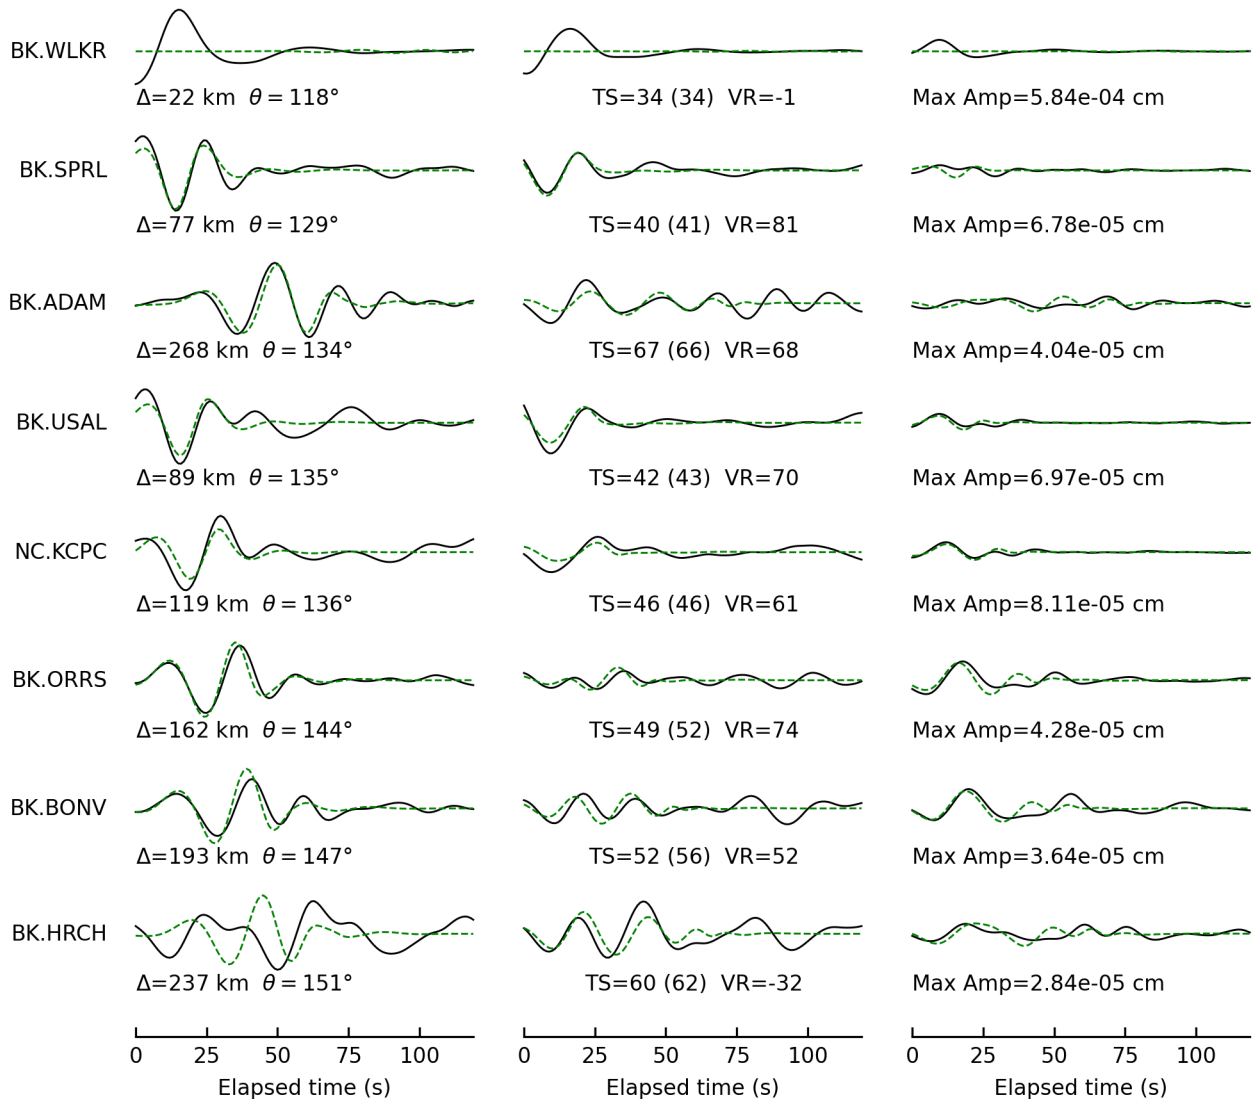 BK.WLKR
Δ=22 km θ = 118° TS=34 (34) VR=-1 Max Amp=5.84e-04 cm
BK.SPRL
Δ=77 km θ = 129° TS=40 (41) VR=81 Max Amp=6.78e-05 cm
BK.ADAM
Δ=268 km θ = 134° TS=67 (66) VR=68 Max Amp=4.04e-05 cm
BK.USAL
Δ=89 km θ = 135° TS=42 (43) VR=70 Max Amp=6.97e-05 cm
NC.KCPC
Δ=119 km θ = 136° TS=46 (46) VR=61 Max Amp=8.11e-05 cm
BK.ORRS
Δ=162 km θ = 144° TS=49 (52) VR=74 Max Amp=4.28e-05 cm
BK.BONV
Δ=193 km θ = 147° TS=52 (56) VR=52 Max Amp=3.64e-05 cm
BK.HRCH
Δ=237 km θ = 151° TS=60 (62) VR=-32 Max Amp=2.84e-05 cm
0 25 50 75 100 0 25 50 75 100 0 25 50 75 100
Elapsed time (s) Elapsed time (s) Elapsed time (s)